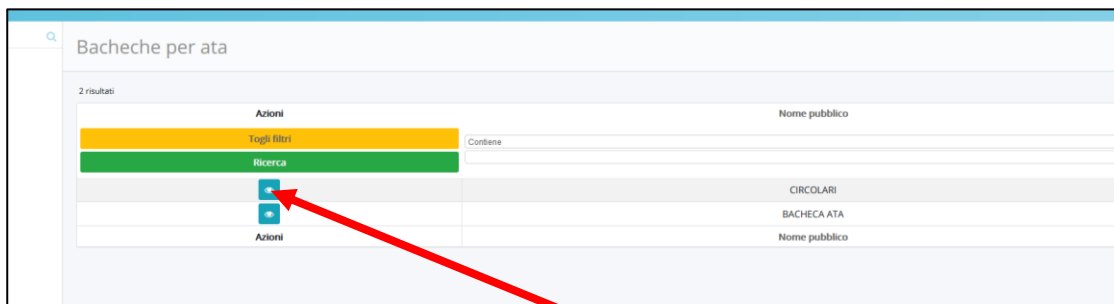 Bacheche per ata
2 risultati
Azioni Nome pubblico
Togli filtri Contiene
Ricerca
CIRCOLARI
BACHECA ATA
Azioni Nome pubblico